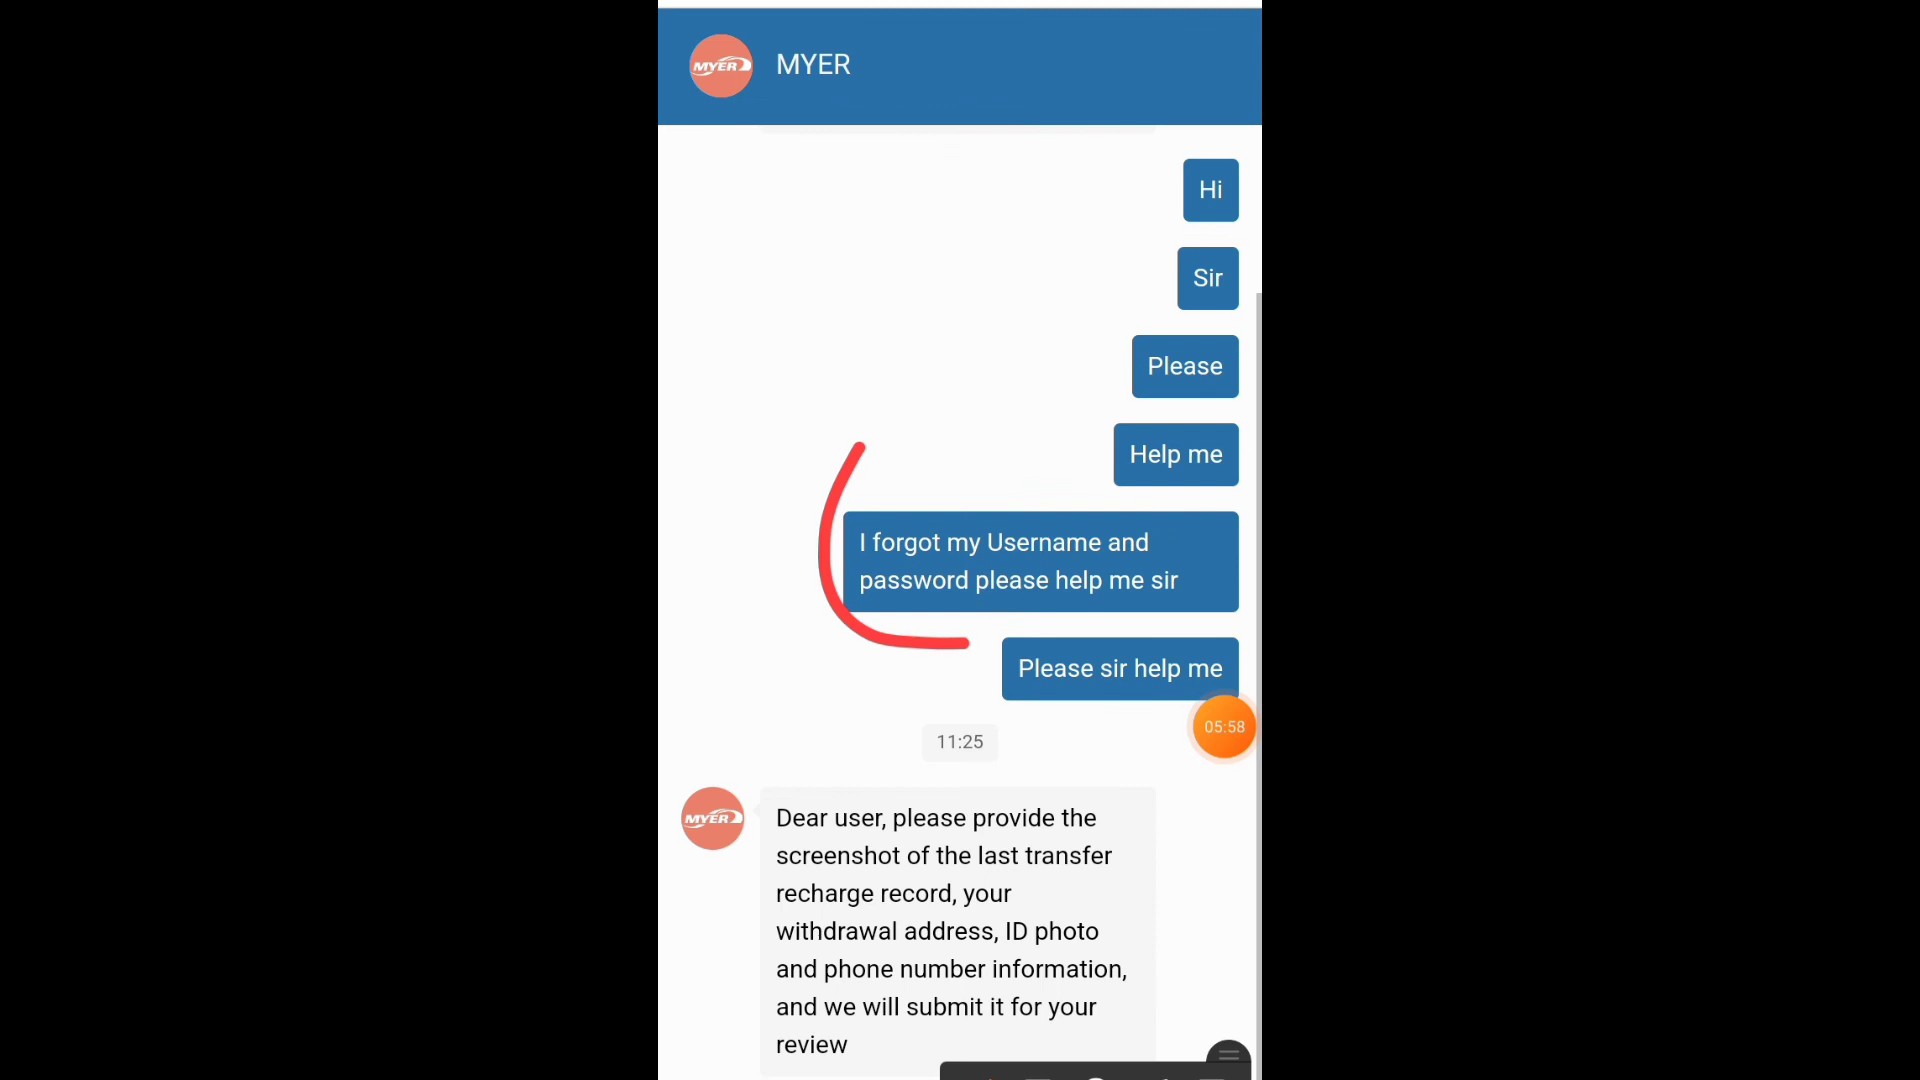 MYER
MYER
Hi
Sir
Please
Help me
I forgot my Username and
password please help me sir
Please sir help me
05:58
11:25
MYER
Dear user, please provide the
screenshot of the last transfer
recharge record, your
withdrawal address, ID photo
and phone number information,
and we will submit it for your
review